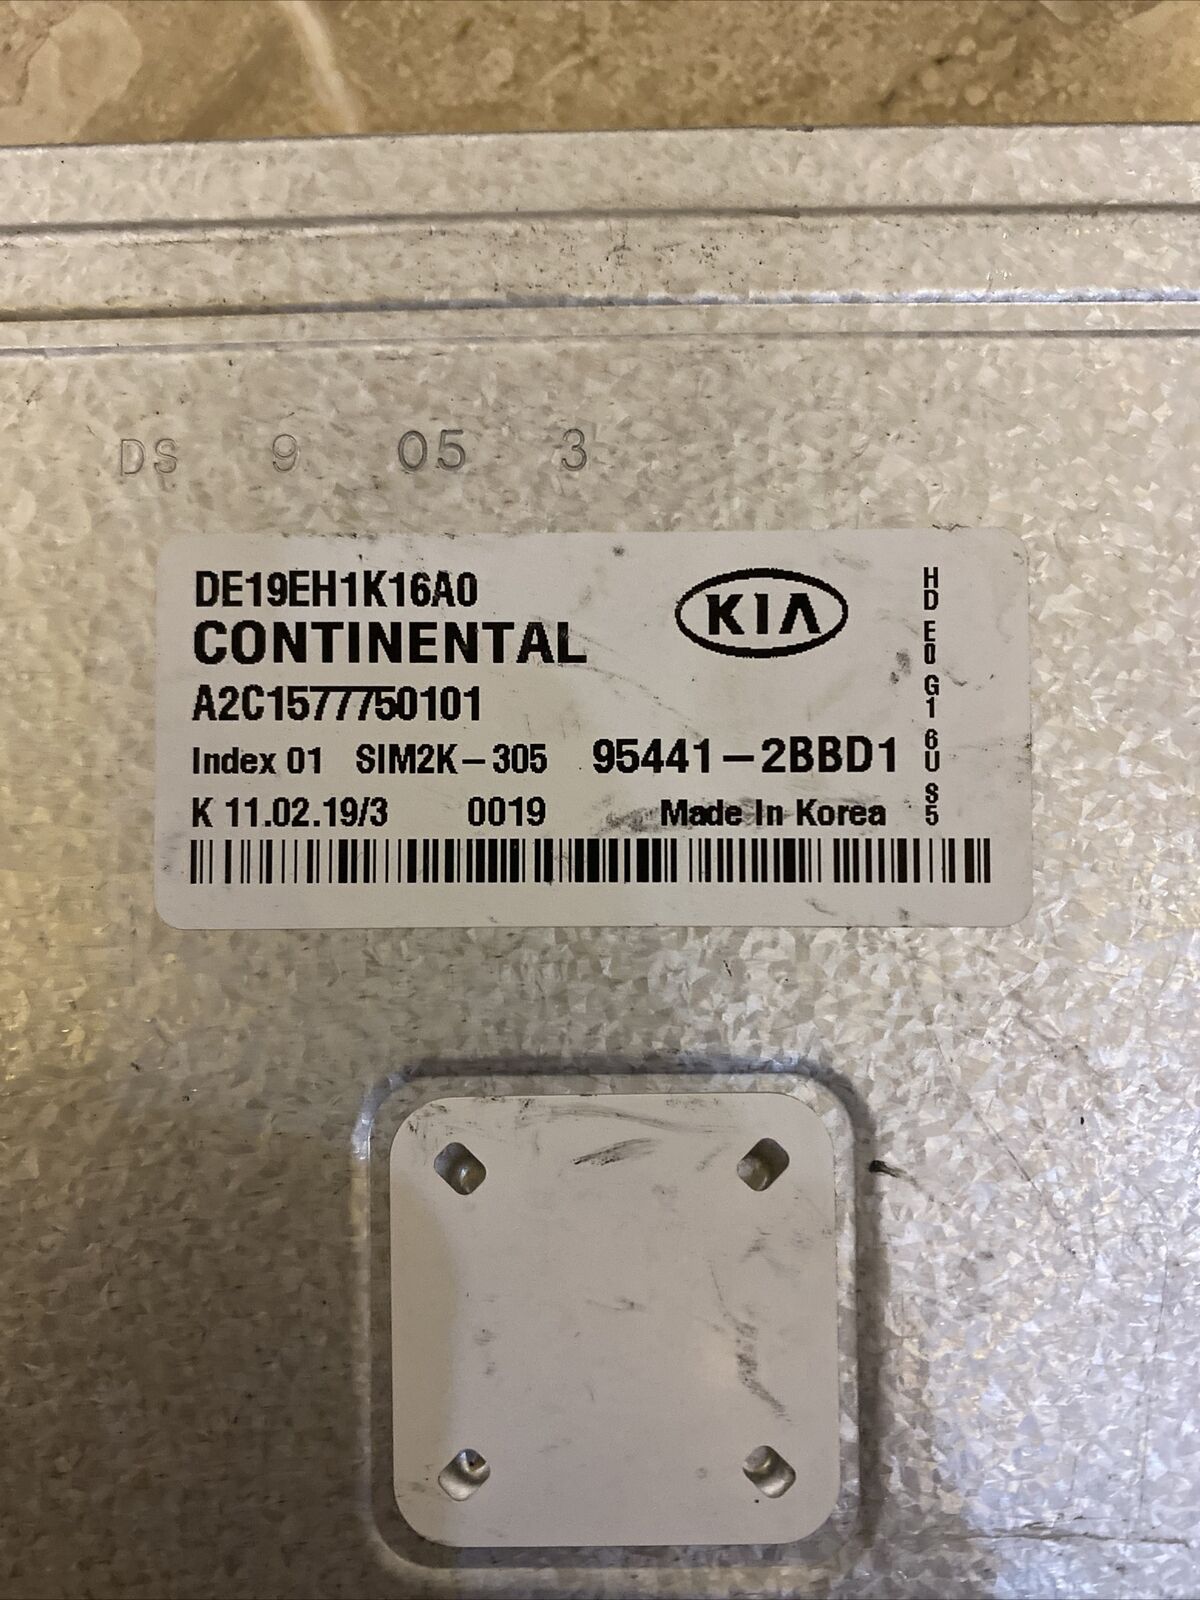 DS 9 05 3
DE19EH1K16A0
CONTINENTAL
KIA
A2C1577750101
Index 01 SIM2K-305 95441-2BBD1
K 11.02.19/3 0019 Made In Korea
HD E0 G1 6U S5